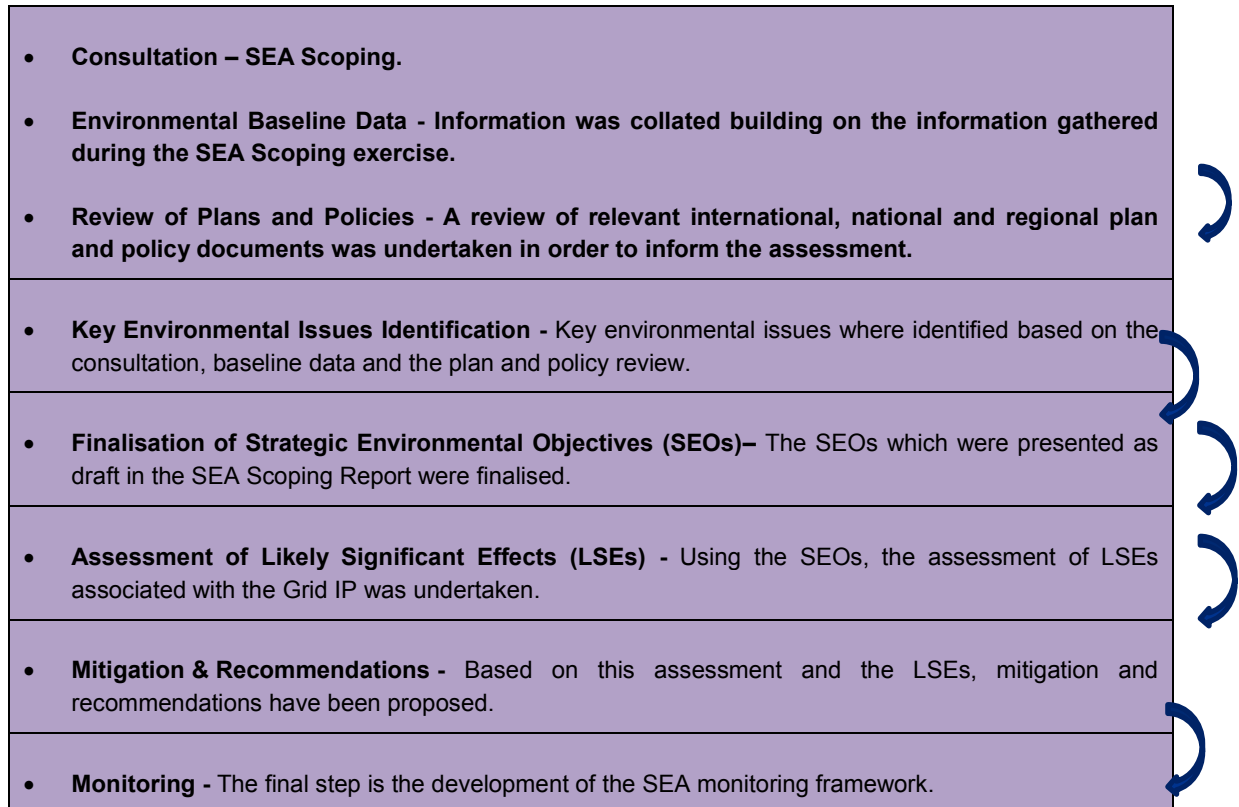 • Consultation – SEA Scoping.
• Environmental Baseline Data - Information was collated building on the information gathered
during the SEA Scoping exercise.
• Review of Plans and Policies - A review of relevant international, national and regional plan
and policy documents was undertaken in order to inform the assessment.
• Key Environmental Issues Identification - Key environmental issues where identified based on the
consultation, baseline data and the plan and policy review.
• Finalisation of Strategic Environmental Objectives (SEOs)– The SEOs which were presented as
draft in the SEA Scoping Report were finalised.
• Assessment of Likely Significant Effects (LSEs) - Using the SEOs, the assessment of LSEs
associated with the Grid IP was undertaken.
• Mitigation & Recommendations - Based on this assessment and the LSEs, mitigation and
recommendations have been proposed.
• Monitoring - The final step is the development of the SEA monitoring framework.